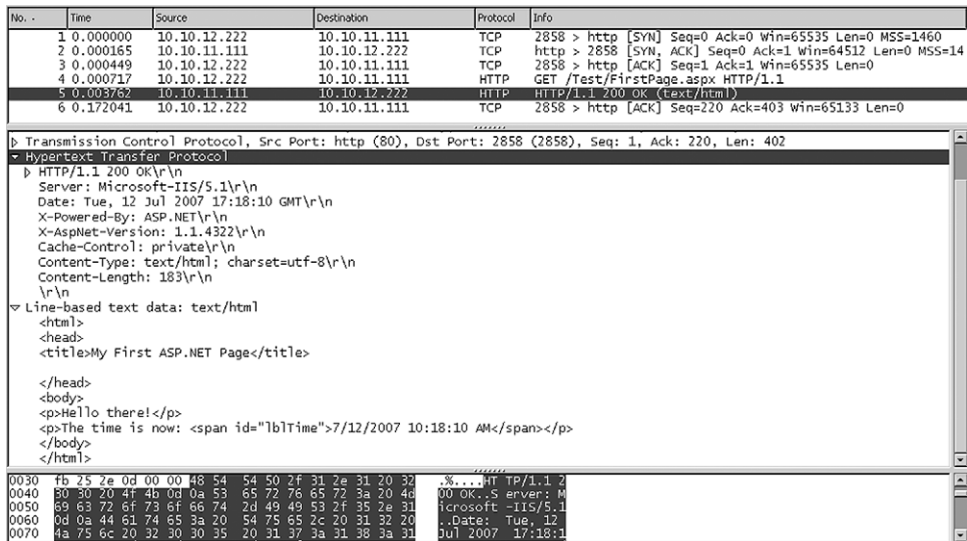 No. . Time Source Destination Protocol Info
1 0.000000 10.10.12.222 10.10.11.111 TCP 2858 > http [SYN] Seq=0 Ack=0 Win=65535 Len=0 MSS=1460
2 0.000165 10.10.11.111 10.10.12.222 TCP http > 2858 [SYN, ACK] Seq=0 Ack=1 Win=64512 Len=0 MSS=14
3 0.000449 10.10.12.222 10.10.11.111 TCP 2858 > http [ACK] Seq=1 Ack=1 Win=65535 Len=0
4 0.000717 10.10.12.222 10.10.11.111 HTTP GET /Test/FirstPage.aspx HTTP/1.1
5 0.003762 10.10.11.111 10.10.12.222 HTTP HTTP/1.1 200 OK (text/html)
6 0.172041 10.10.12.222 10.10.11.111 TCP 2858 > http [ACK] Seq=220 Ack=403 Win=65133 Len=0
Transmission Control Protocol, Src Port: http (80), Dst Port: 2858 (2858), Seq: 1, Ack: 220, Len: 402
Hypertext Transfer Protocol
HTTP/1.1 200 OK\r\n
Server: Microsoft-IIS/5.1\r\n
Date: Tue, 12 Jul 2007 17:18:10 GMT\r\n
X-Powered-By: ASP.NET\r\n
X-AspNet-Version: 1.1.4322\r\n
Cache-Control: private\r\n
Content-Type: text/html; charset=utf-8\r\n
Content-Length: 183\r\n
\r\n
Line-based text data: text/html
<html>
<head>
<title>My First ASP.NET Page</title>
</head>
<body>
<p>Hello there!</p>
<p>The time is now: <span id="lblTime">7/12/2007 10:18:10 AM</span></p>
</body>
</html>
0030 fb 25 2e 0d 00 00 48 54 54 50 2f 31 2e 31 20 32 .%....HT TP/1.1 2
0040 30 30 20 4f 4b 0d 0a 53 65 72 76 65 72 3a 20 4d 00 OK..S erver: M
0050 69 63 72 6f 73 6f 66 74 2d 49 49 53 2f 35 2e 31 icrosoft -IIS/5.1
0060 0d 0a 44 61 74 65 3a 20 54 75 65 2c 20 31 32 20 ..Date: Tue, 12
0070 4a 75 6c 20 32 30 30 35 20 31 37 3a 31 38 3a 31 Jul 2007 17:18:1